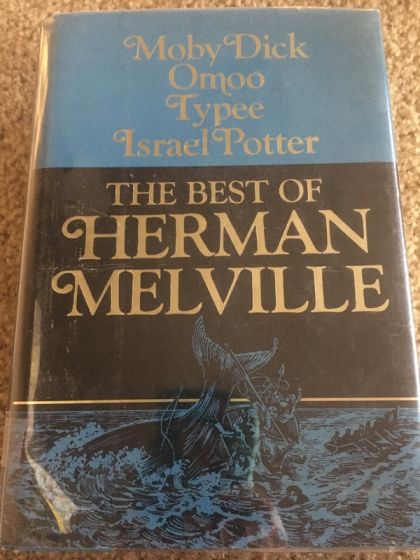 Moby Dick
Omoo
Typee
Israel Potter
THE BEST OF
HERMAN
MELVILLE